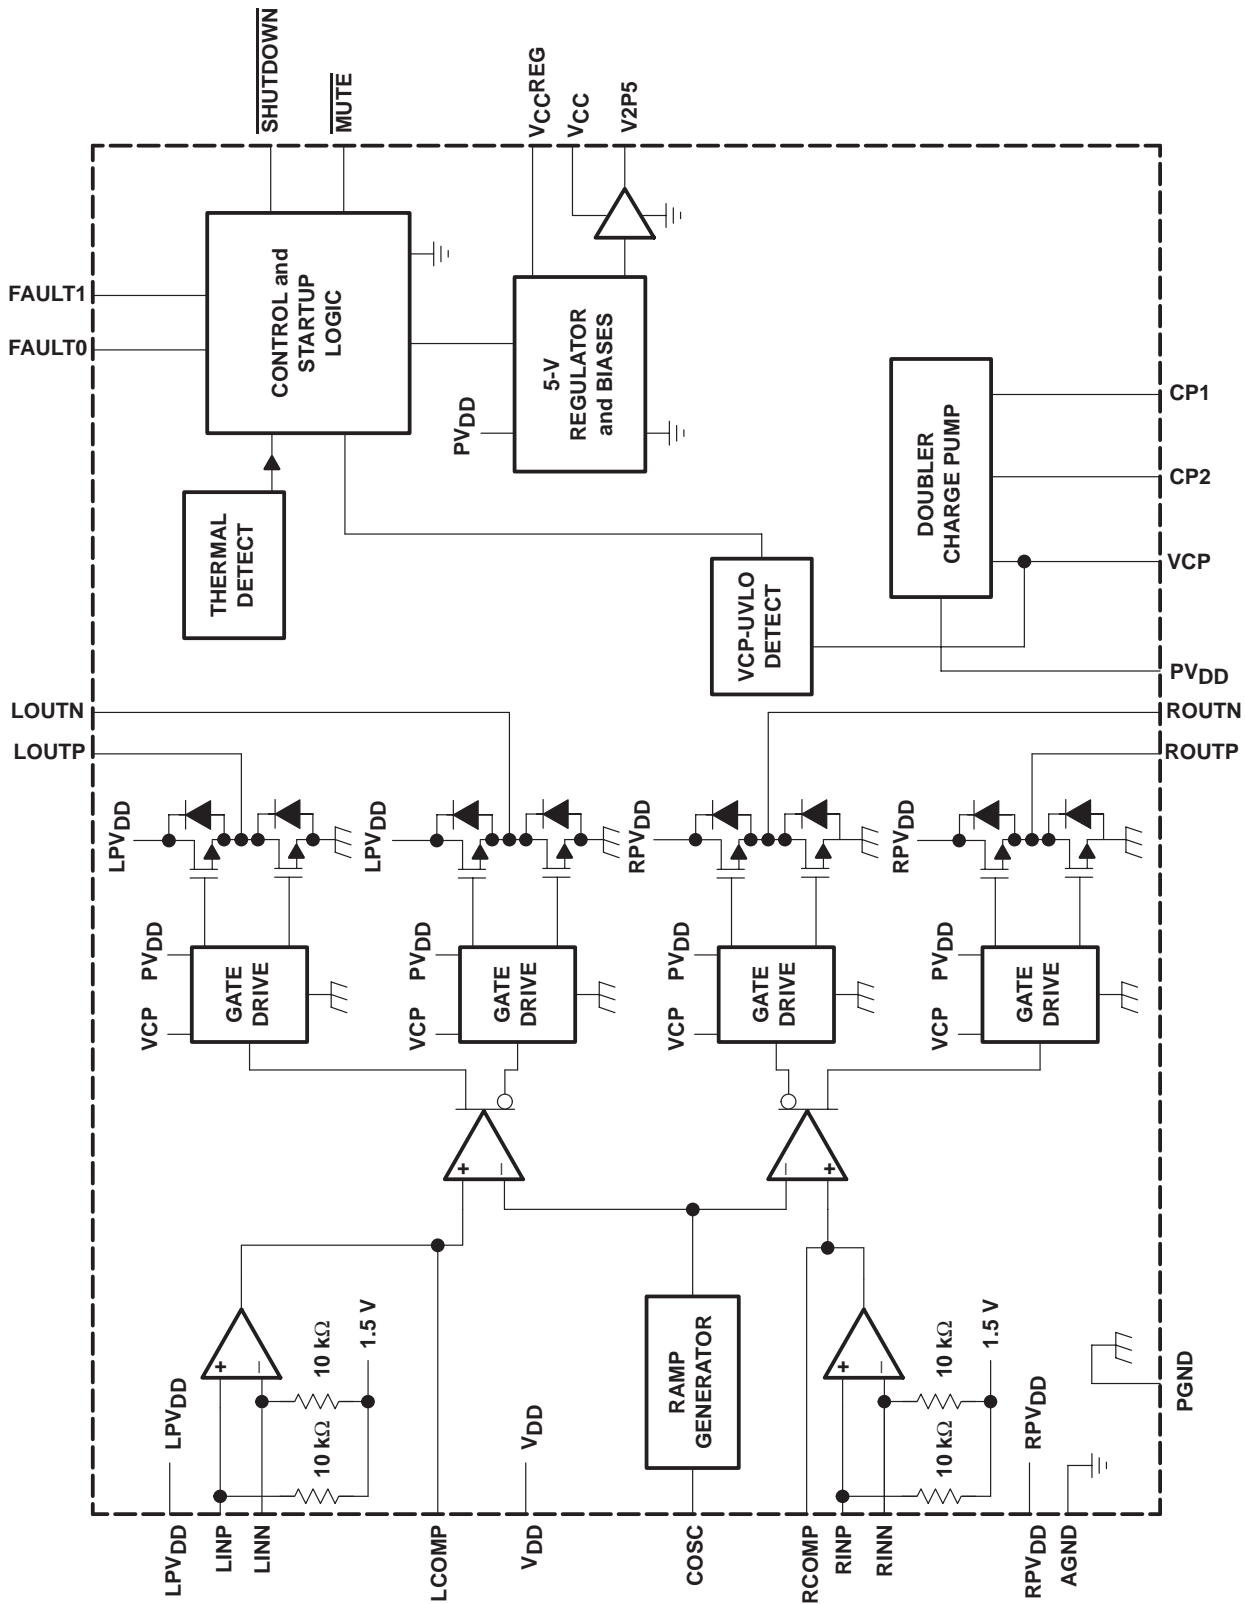 SHUTDOWN
MUTE
VCCREG
VCC
V2P5
FAULT1
FAULT0
CONTROL and
STARTUP
LOGIC
5-V
REGULATOR
and BIASES
PVDD
THERMAL
DETECT
VCP-UVLO
DETECT
DOUBLER
CHARGE PUMP
CP1
CP2
VCP
PVDD
LOUTN
LOUTP
ROUTN
ROUTP
LPVDD
LPVDD
RPVDD
RPVDD
PVDD
VCP
GATE
DRIVE
PVDD
VCP
GATE
DRIVE
PVDD
VCP
GATE
DRIVE
PVDD
VCP
GATE
DRIVE
+
–
–
+
+
–
10 kΩ
10 kΩ
1.5 V
RAMP
GENERATOR
+
–
10 kΩ
10 kΩ
1.5 V
LPVDD
VDD
RPVDD
PGND
LPVDD
LINP
LINN
LCOMP
VDD
COSC
RCOMP
RINP
RINN
RPVDD
AGND